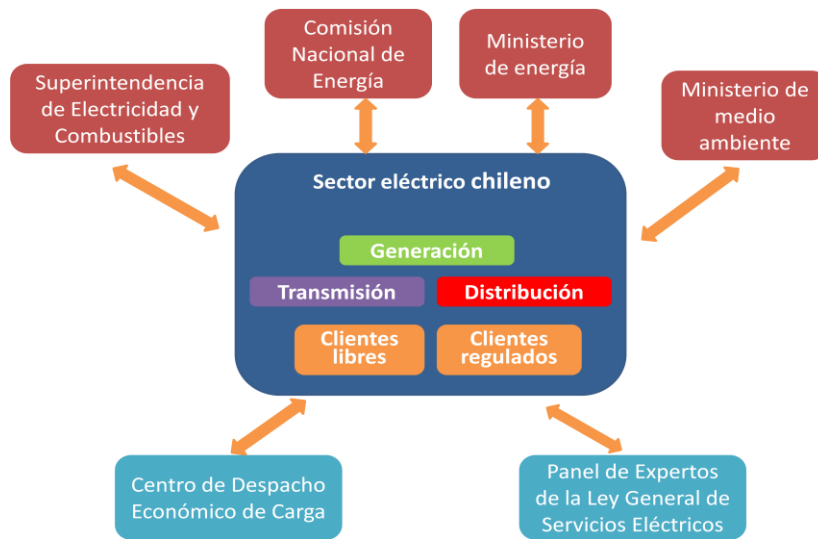 Comisión
Nacional de
Energía
Ministerio
de energía
Superintendencia
de Electricidad y
Combustibles
Ministerio de
medio
ambiente
Sector eléctrico chileno
Generación
Transmisión
Distribución
Clientes
libres
Clientes
regulados
Centro de Despacho
Económico de Carga
Panel de Expertos
de la Ley General de
Servicios Eléctricos